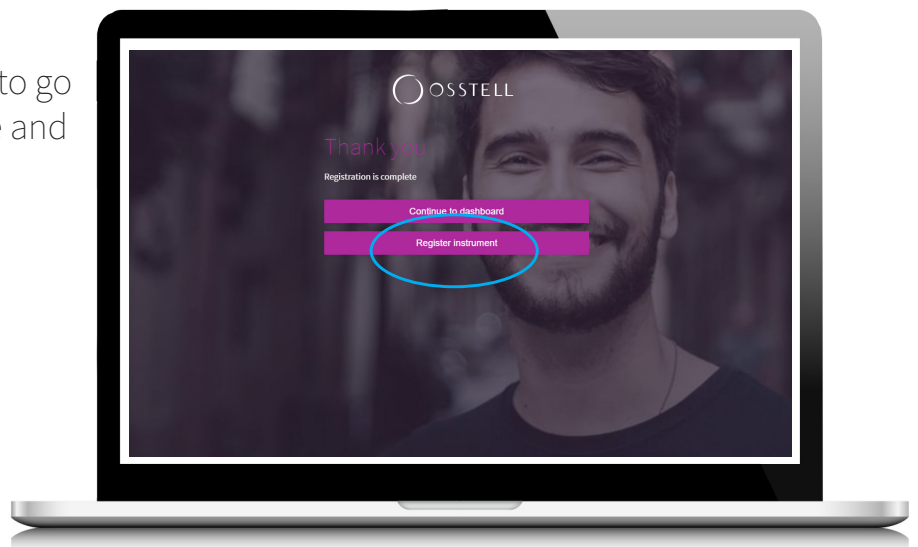 to go
and
OSSTELL
Thank you
Registration is complete
Continue to dashboard
Register instrument